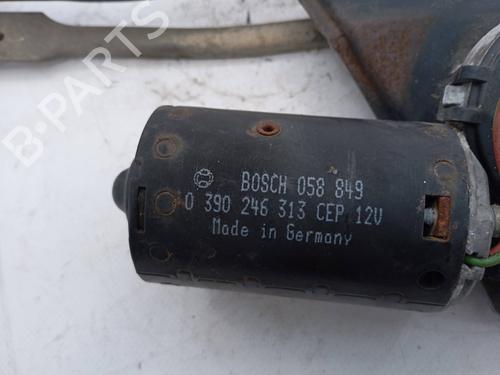 B-PARTS
BOSCH 058 849
0 390 246 313 CEP 12V
Made in Germany